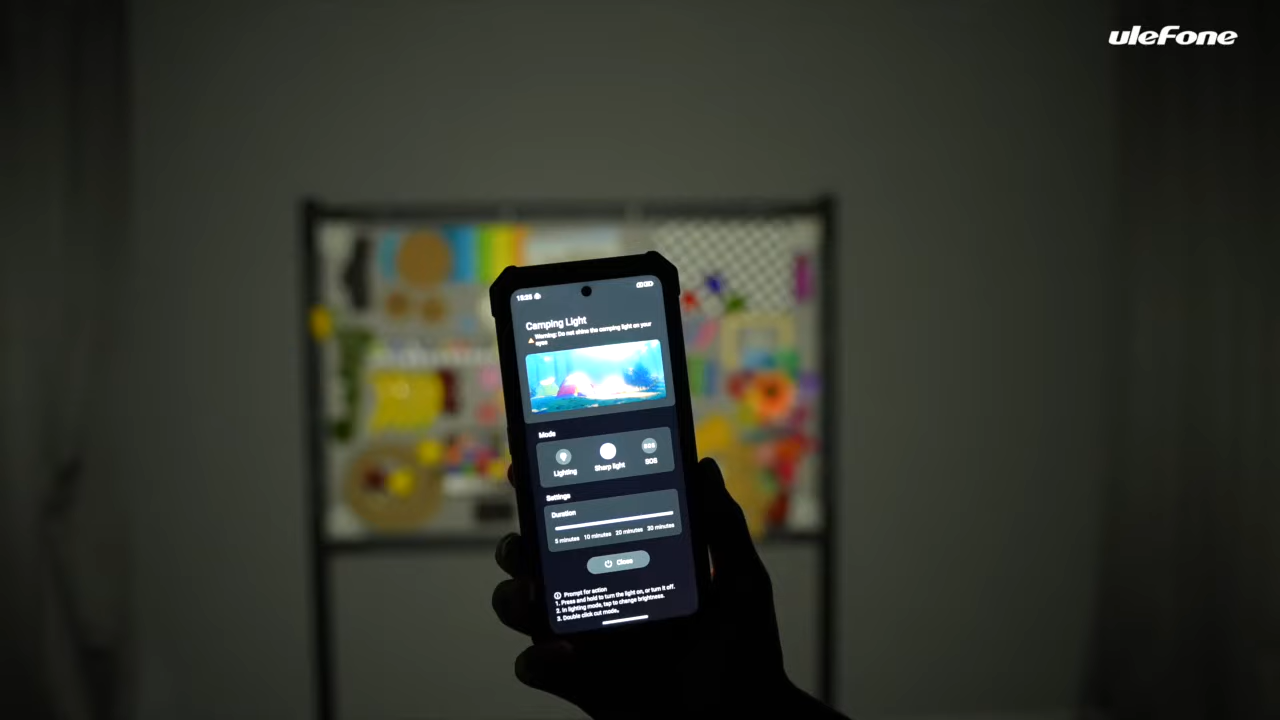 uleFone
15:25
Camping Light
Warning: Do not shine the camping light on your
eyes
Mode
SOS
Lighting
Sharp light
SOS
Settings
Duration
5 minutes 10 minutes 20 minutes 30 minutes
Close
Prompt for action
1. Press and hold to turn the light on, or turn it off.
2. In lighting mode, tap to change brightness.
3. Double click cut mode.